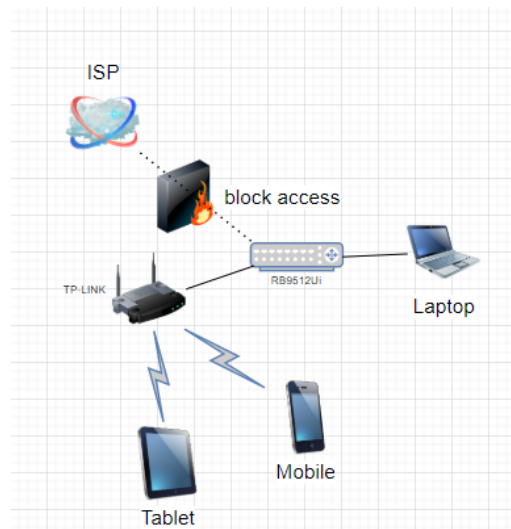 ISP
block access
RB9512Ui
TP-LINK
Laptop
Mobile
Tablet